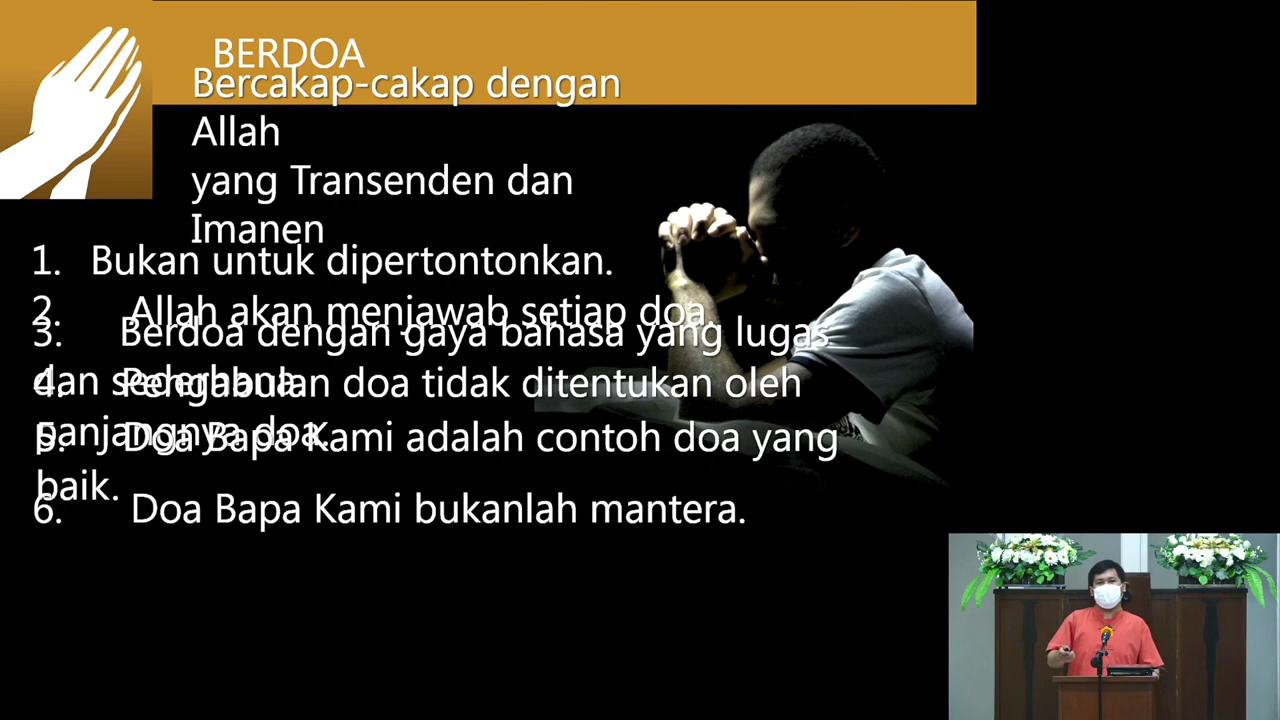 BERDOA
Bercakap-cakap dengan
Allah
yang Transenden dan
Imanen
1. Bukan untuk dipertontonkan.
2. Allah akan menjawab setiap doa.
3. Berdoa dengan gaya bahasa yang lugas
dan sederhana.
4. Pengabulan doa tidak ditentukan oleh
panjangnya doa.
5. Doa Bapa Kami adalah contoh doa yang
baik.
6. Doa Bapa Kami bukanlah mantera.